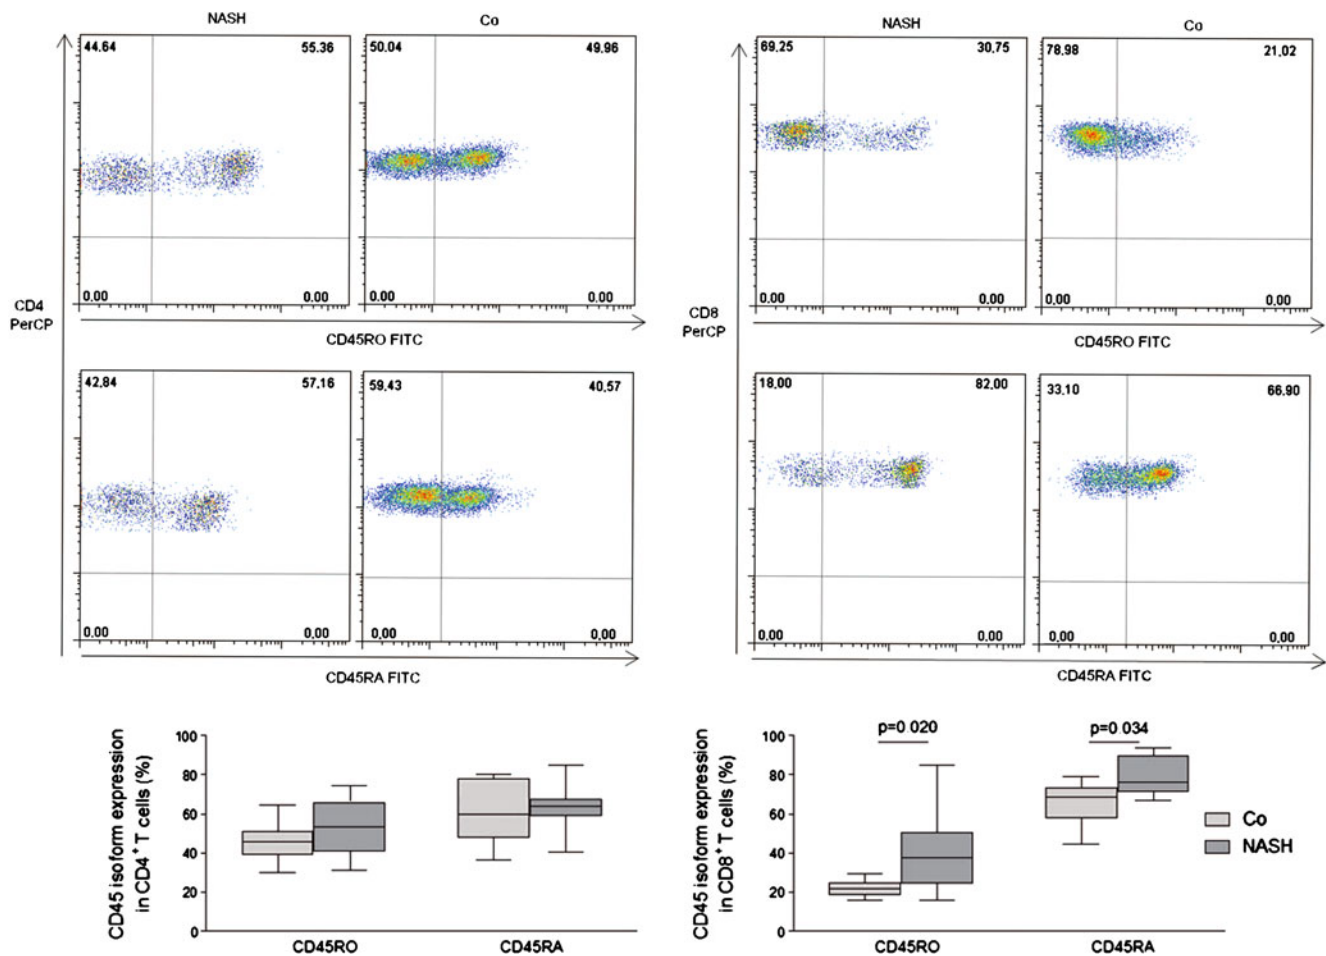 NASH
Co
44.64
55.36
50.04
49.96
0.00
0.00
0.00
0.00
CD4
PerCP
CD45RO FITC
42.84
57.16
59.43
40.57
0.00
0.00
0.00
0.00
CD45RA FITC
NASH
Co
69.25
30.75
78.98
21.02
0.00
0.00
0.00
0.00
CD8
PerCP
CD45RO FITC
18.00
82.00
33.10
66.90
0.00
0.00
0.00
0.00
CD45RA FITC
CD45 isoform expression
in CD4⁺ T cells (%)
100
80
60
40
20
0
CD45RO
CD45RA
CD45 isoform expression
in CD8⁺ T cells (%)
100
80
60
40
20
0
p=0 020
p=0 034
CD45RO
CD45RA
Co
NASH